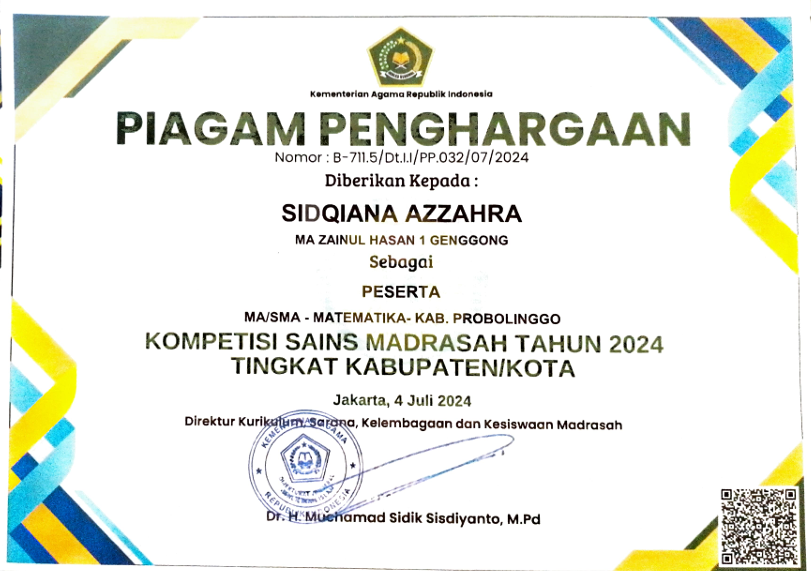 Kementerian Agama Republik Indonesia
PIAGAM PENGHARGAAN
Nomor : B-711.5/Dt.I.I/PP.032/07/2024
Diberikan Kepada :
SIDQIANA AZZAHRA
MA ZAINUL HASAN 1 GENGGONG
Sebagai
PESERTA
MA/SMA - MATEMATIKA- KAB. PROBOLINGGO
KOMPETISI SAINS MADRASAH TAHUN 2024
TINGKAT KABUPATEN/KOTA
Jakarta, 4 Juli 2024
Direktur Kurikulum, Sarana, Kelembagaan dan Kesiswaan Madrasah
KEMENTERIAN AGAMA
REPUBLIK INDONESIA
Dr. H. Muchamad Sidik Sisdiyanto, M.Pd